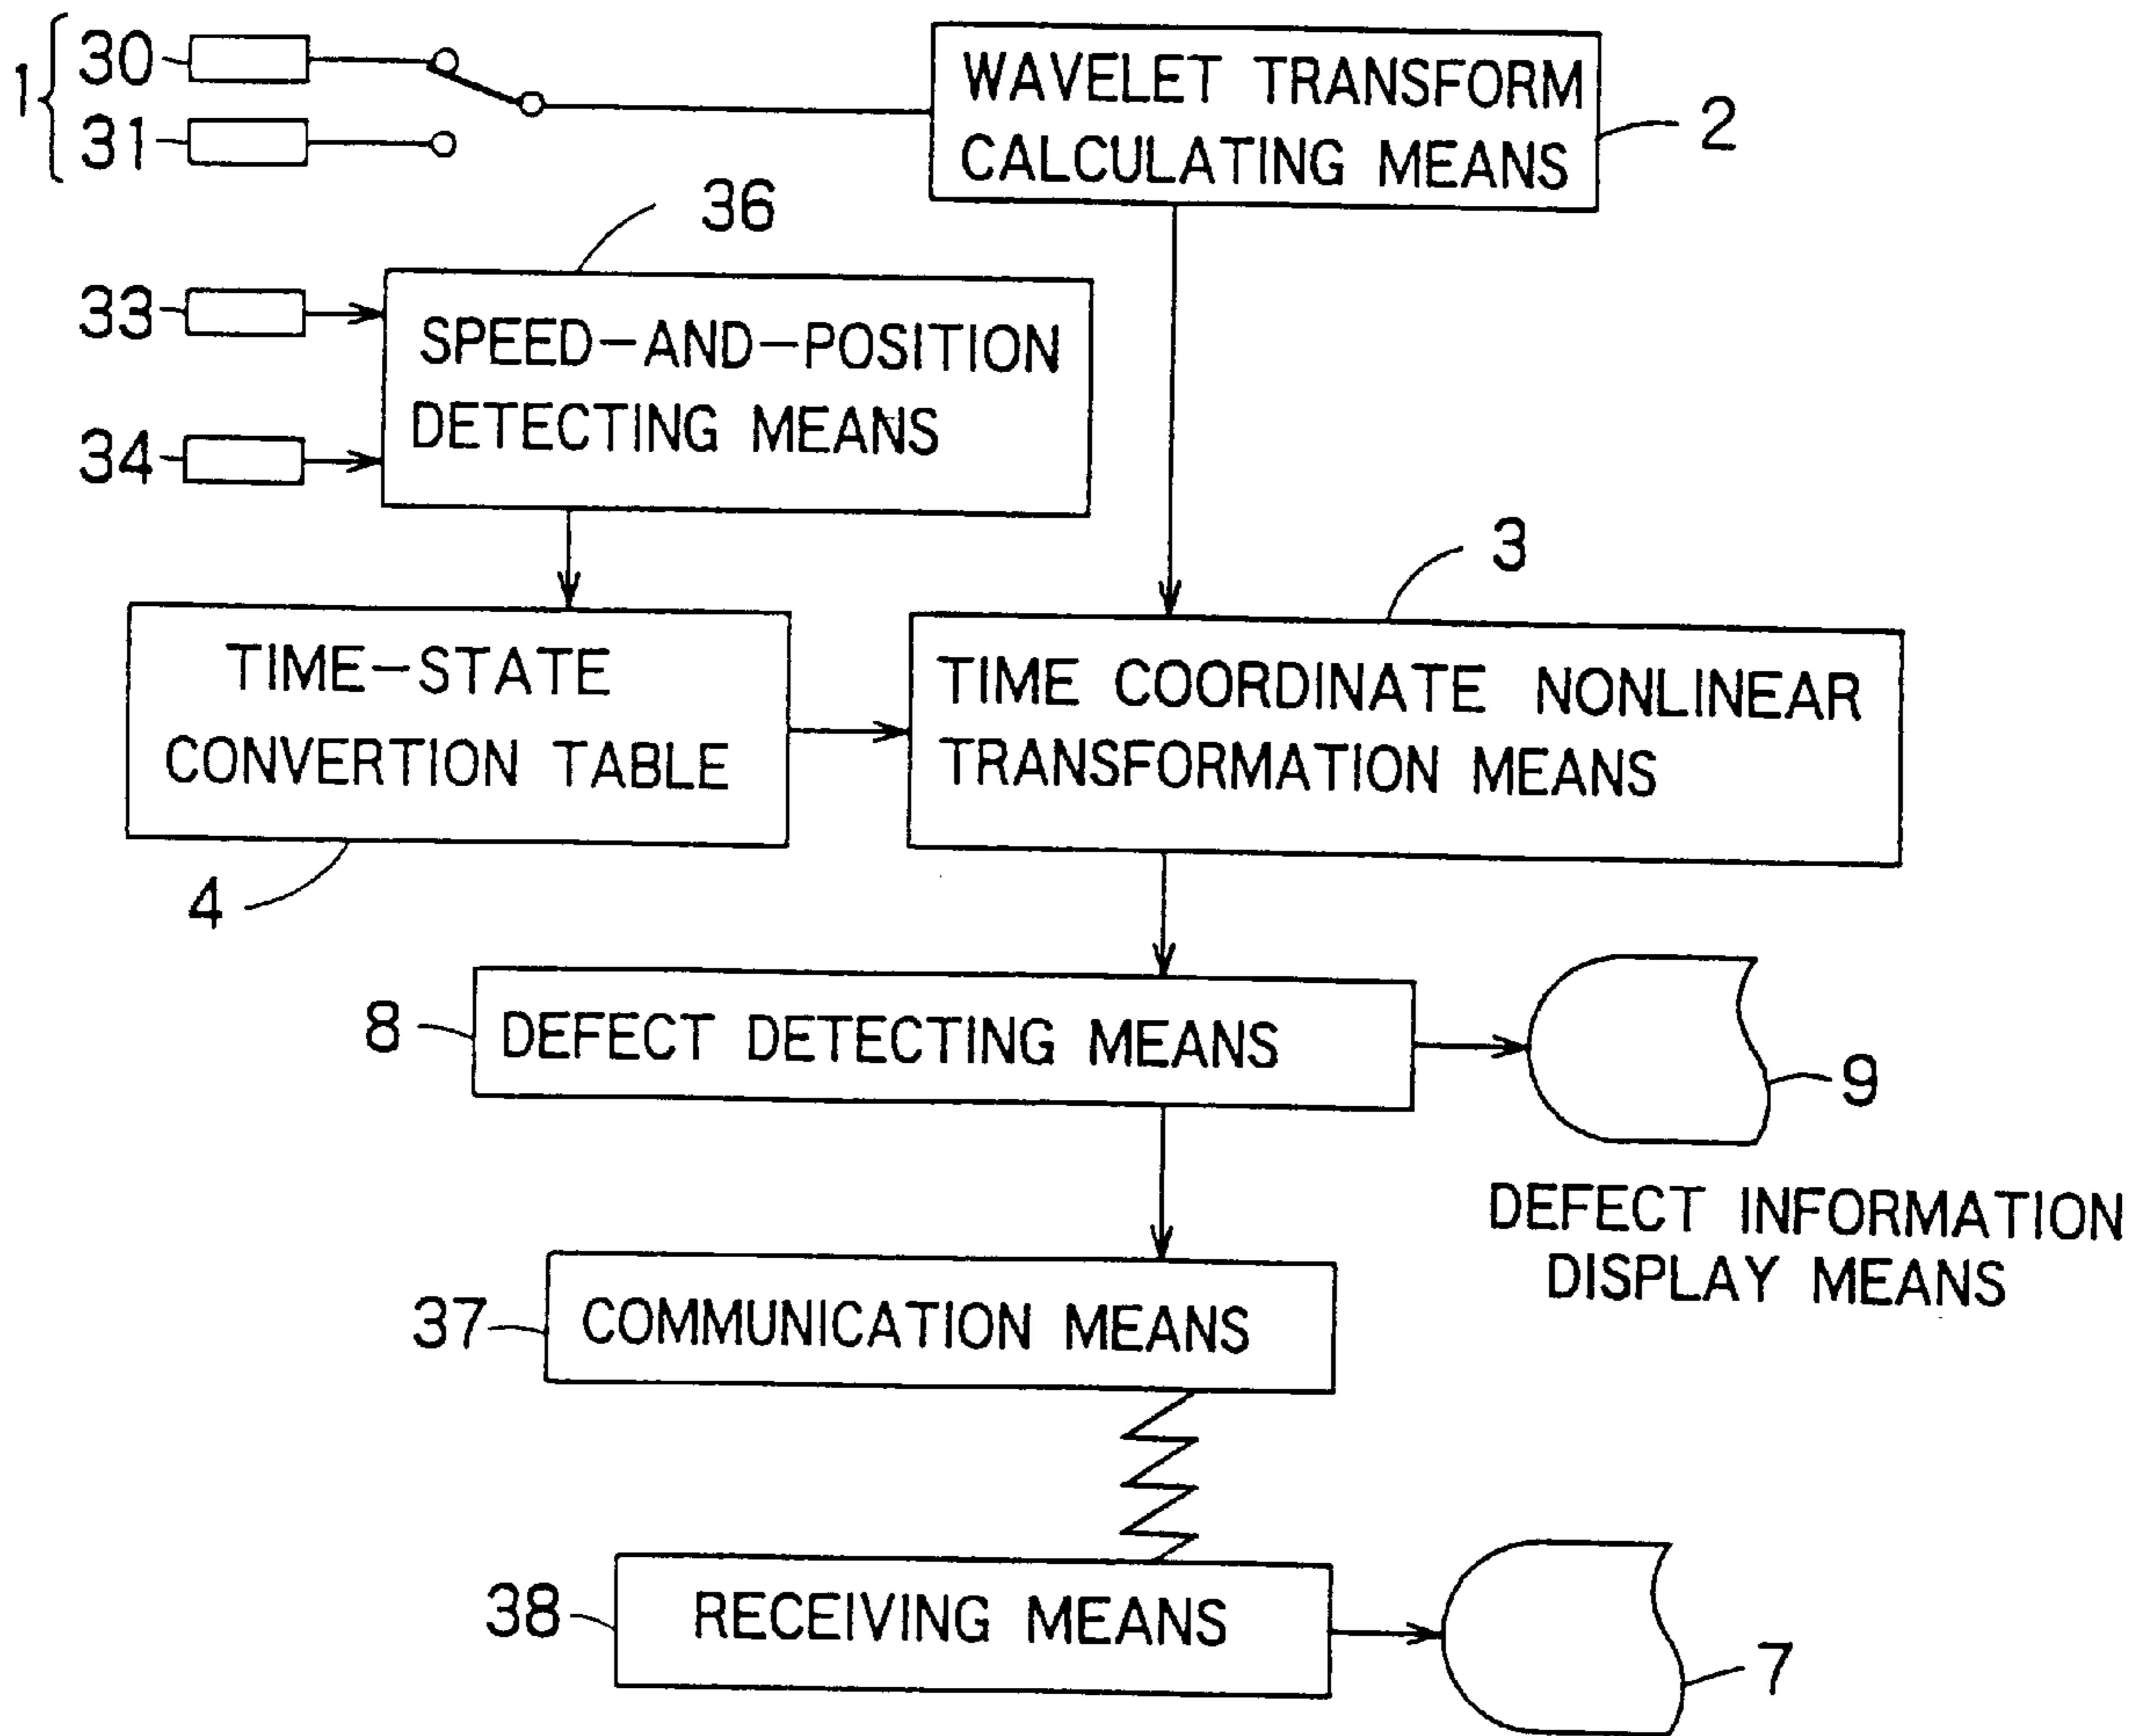 1
30
31
WAVELET TRANSFORM
CALCULATING MEANS
2
36
33
34
SPEED-AND-POSITION
DETECTING MEANS
3
TIME-STATE
CONVERTION TABLE
4
TIME COORDINATE NONLINEAR
TRANSFORMATION MEANS
8
DEFECT DETECTING MEANS
9
DEFECT INFORMATION
DISPLAY MEANS
37
COMMUNICATION MEANS
38
RECEIVING MEANS
7